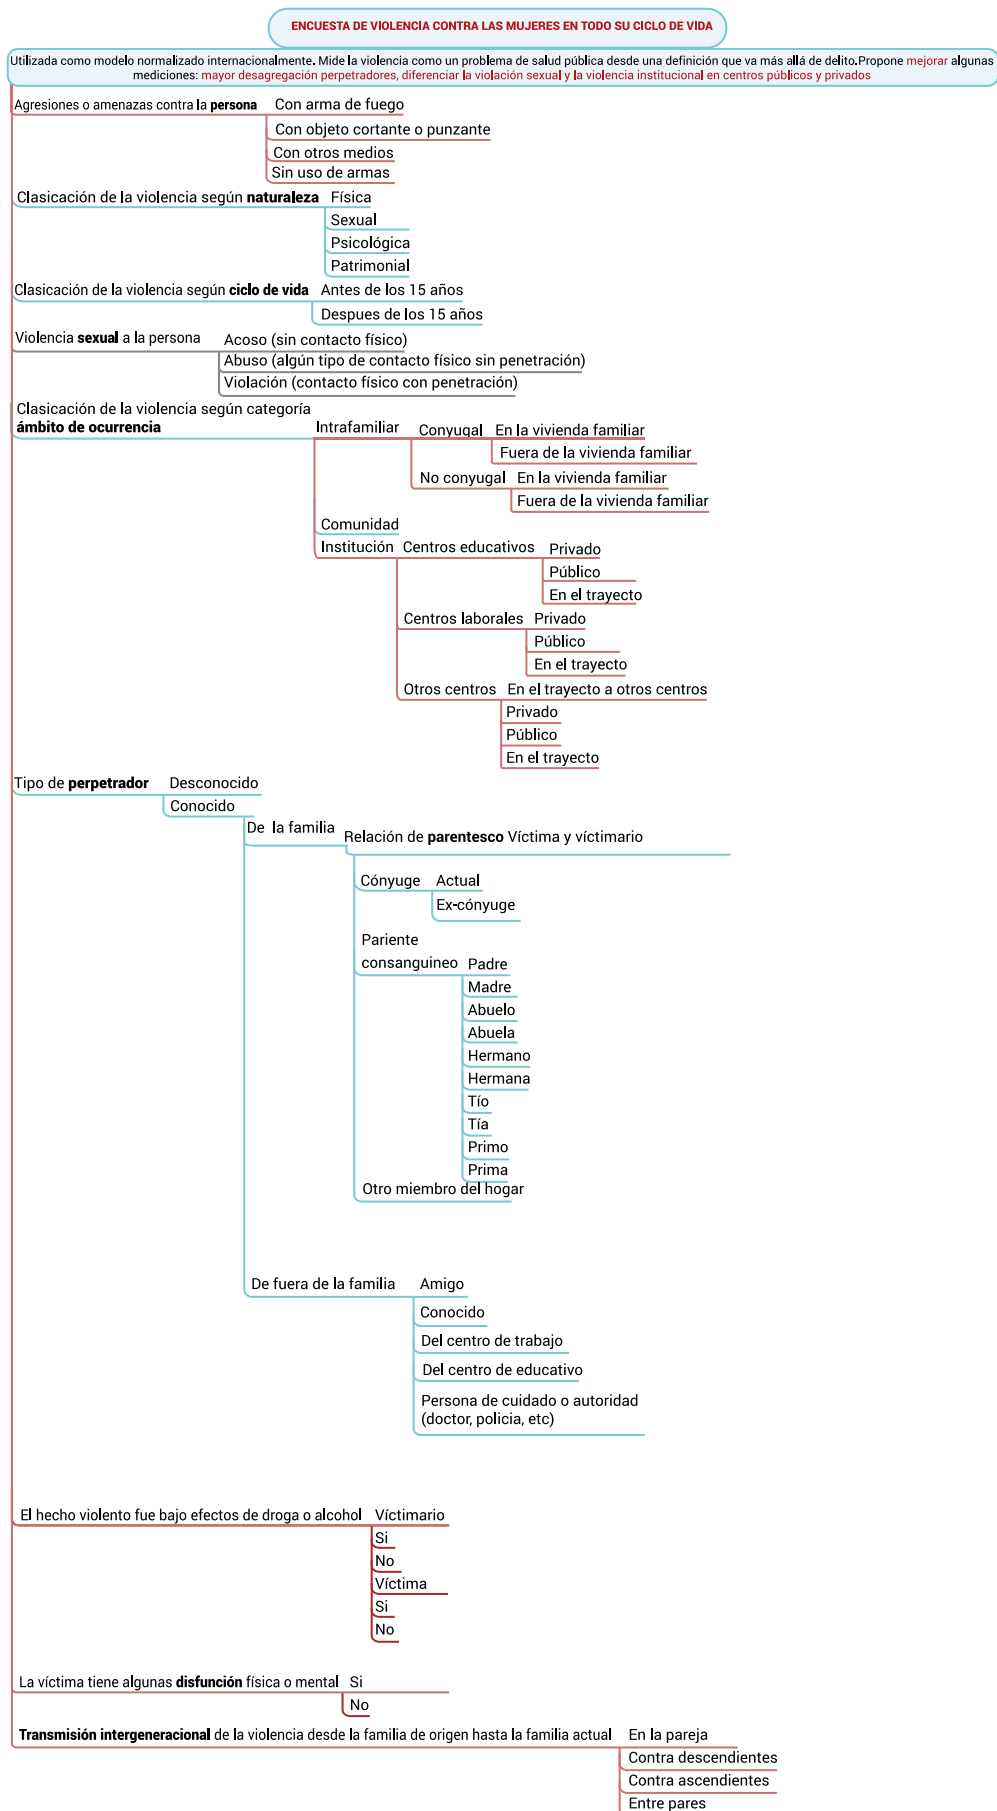 ENCUESTA DE VIOLENCIA CONTRA LAS MUJERES EN TODO SU CICLO DE VIDA
Utilizada como modelo normalizado internacionalmente. Mide la violencia como un problema de salud pública desde una definición que va más allá de delito.Propone mejorar algunas
mediciones: mayor desagregación perpetradores, diferenciar la violación sexual y la violencia institucional en centros públicos y privados
Agresiones o amenazas contra la persona Con arma de fuego
Con objeto cortante o punzante
Con otros medios
Sin uso de armas
Clasicación de la violencia según naturaleza Física
Sexual
Psicológica
Patrimonial
Clasicación de la violencia según ciclo de vida Antes de los 15 años
Despues de los 15 años
Violencia sexual a la persona Acoso (sin contacto físico)
Abuso (algún tipo de contacto físico sin penetración)
Violación (contacto físico con penetración)
Clasicación de la violencia según categoría
ámbito de ocurrencia Intrafamiliar Conyugal En la vivienda familiar
Fuera de la vivienda familiar
No conyugal En la vivienda familiar
Fuera de la vivienda familiar
Comunidad
Institución Centros educativos Privado
Público
En el trayecto
Centros laborales Privado
Público
En el trayecto
Otros centros En el trayecto a otros centros
Privado
Público
En el trayecto
Tipo de perpetrador Desconocido
Conocido
De la familia
Relación de parentesco Víctima y víctimario
Cónyuge Actual
Ex-cónyuge
Pariente
consanguineo Padre
Madre
Abuelo
Abuela
Hermano
Hermana
Tío
Tía
Primo
Prima
Otro miembro del hogar
De fuera de la familia Amigo
Conocido
Del centro de trabajo
Del centro de educativo
Persona de cuidado o autoridad
(doctor, policia, etc)
El hecho violento fue bajo efectos de droga o alcohol Víctimario
Si
No
Víctima
Si
No
La víctima tiene algunas disfunción física o mental Si
No
Transmisión intergeneracional de la violencia desde la familia de origen hasta la familia actual En la pareja
Contra descendientes
Contra ascendientes
Entre pares